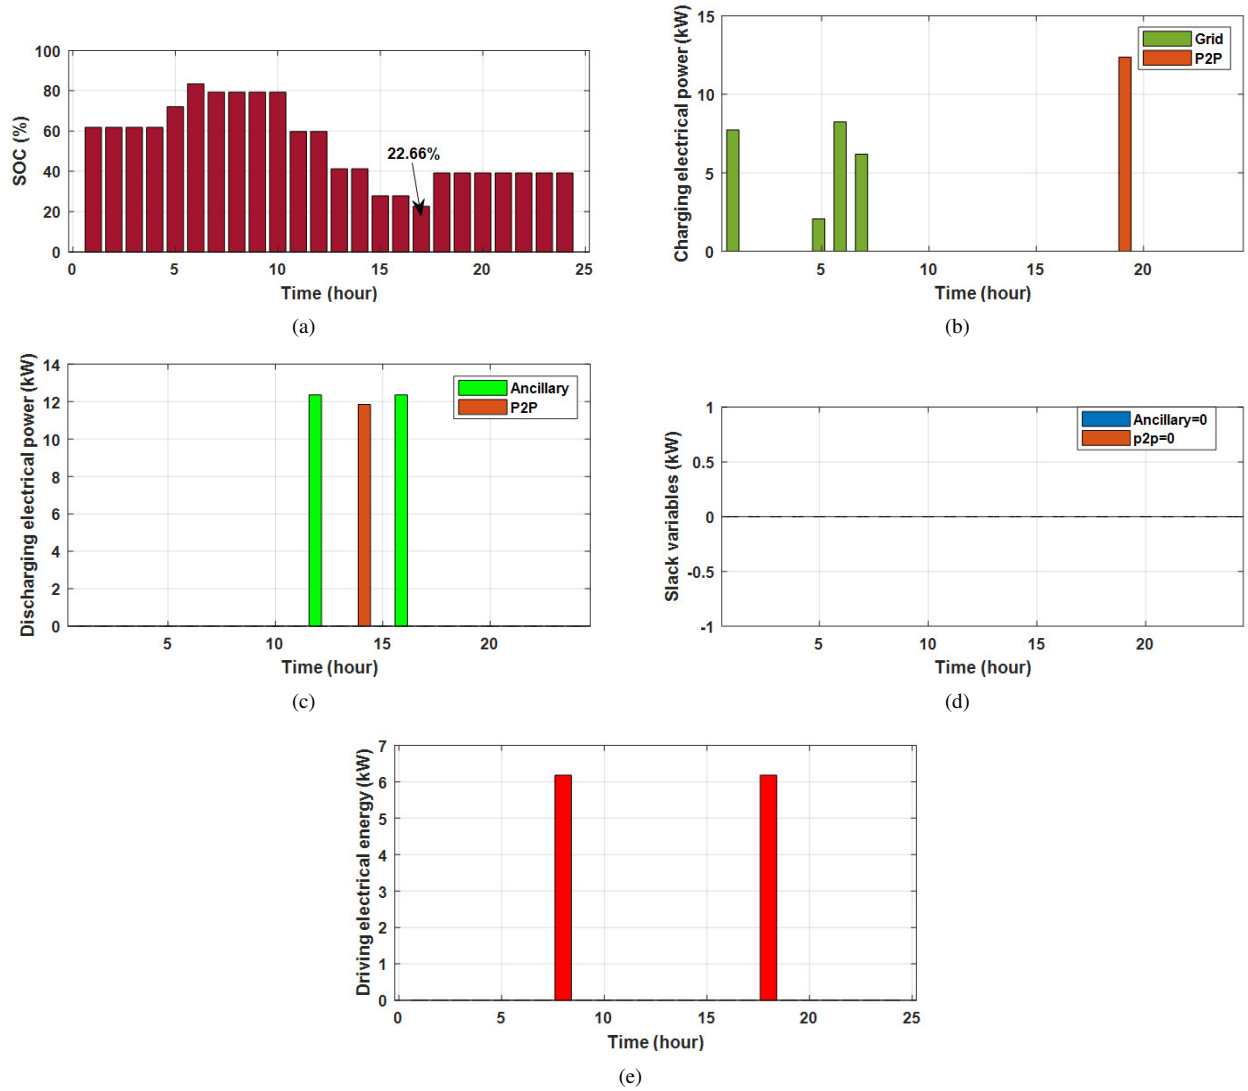 100
80
60
40
20
0
SOC (%)
22.66%
0 5 10 15 20 25
Time (hour)
(a)
15
10
5
0
Charging electrical power (kW)
Grid
P2P
5 10 15 20
Time (hour)
(b)
14
12
10
8
6
4
2
0
Discharging electrical power (kW)
Ancillary
P2P
5 10 15 20
Time (hour)
(c)
1
0.5
0
-0.5
-1
Slack variables (kW)
Ancillary=0
p2p=0
5 10 15 20
Time (hour)
(d)
7
6
5
4
3
2
1
0
Driving electrical energy (kW)
0 5 10 15 20 25
Time (hour)
(e)